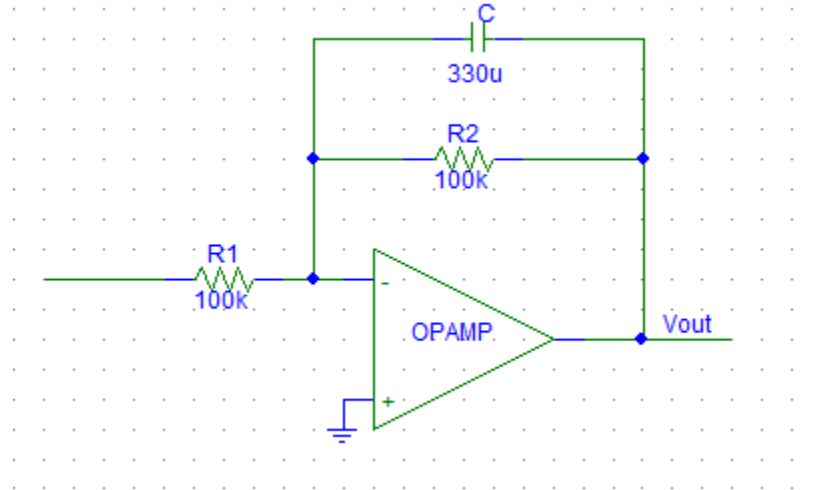 C
330u
R2
100k
R1
100k
-
OPAMP
Vout
+